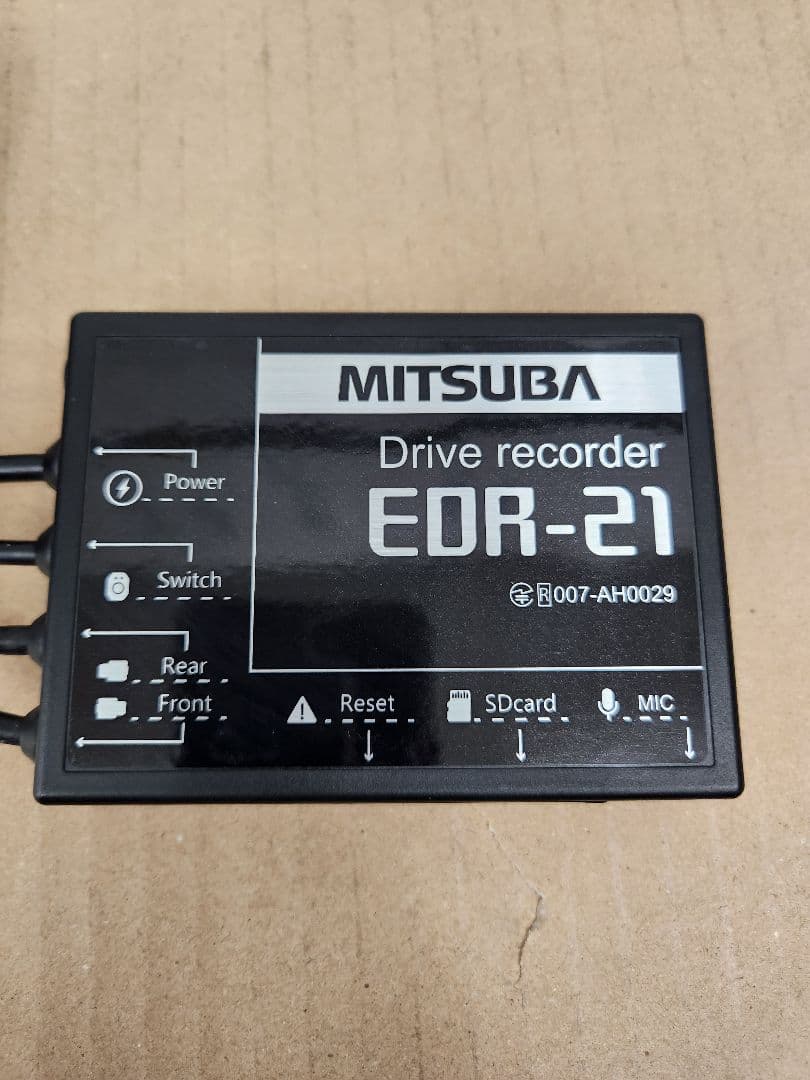 MITSUBA
Drive recorder
EDR-21
R 007-AH0029
Power
Switch
Rear
Front
Reset
SDcard
MIC